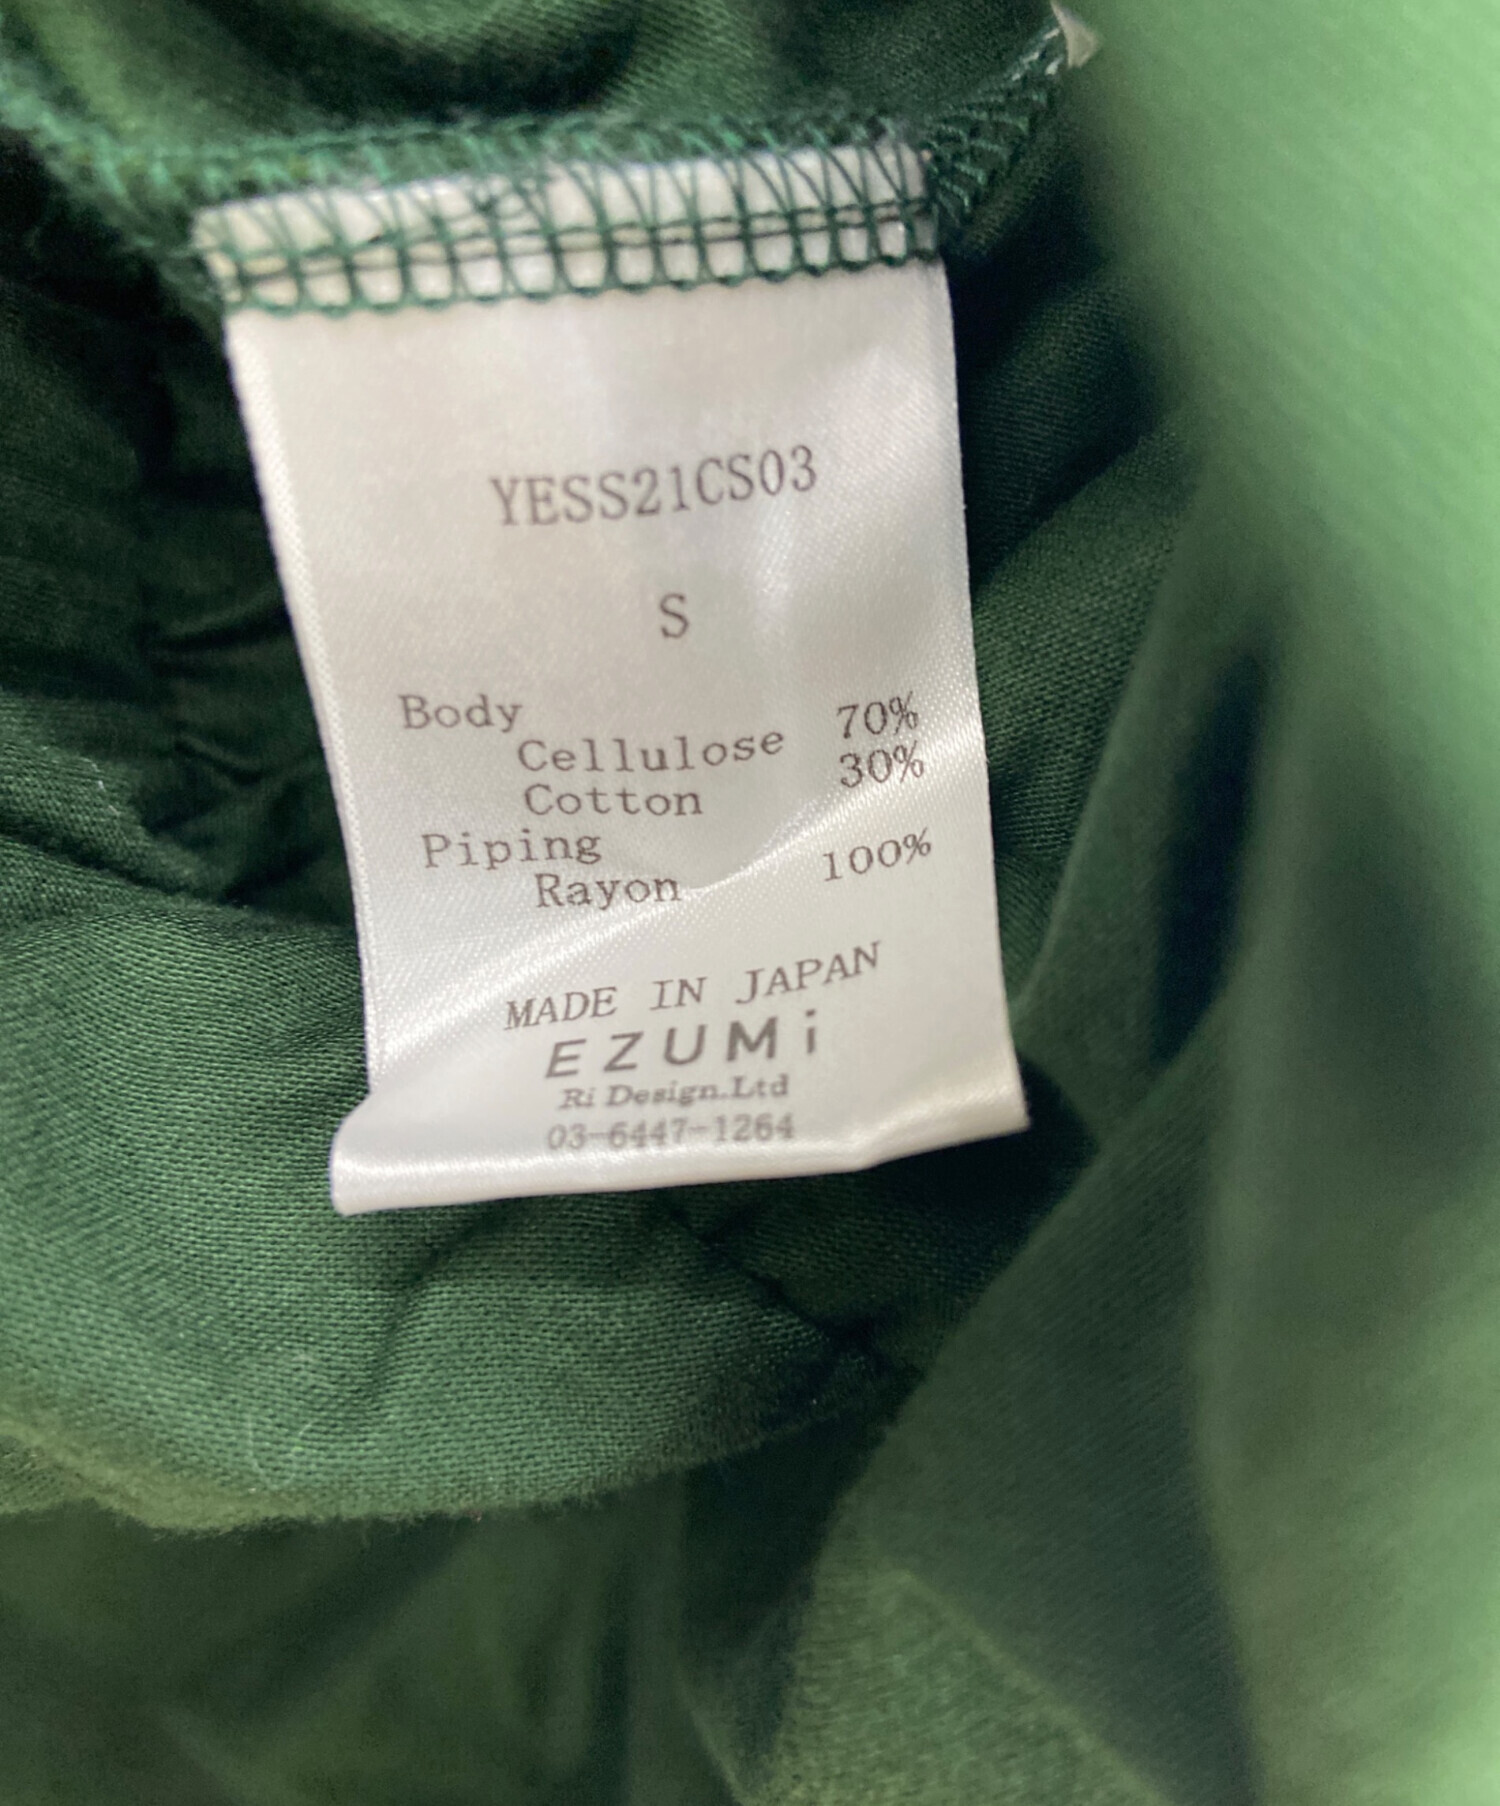 YESS21CS03
S
Body
Cellulose 70%
Cotton 30%
Piping
Rayon 100%
MADE IN JAPAN
EZUMi
Ri Design.Ltd
03-6447-1264